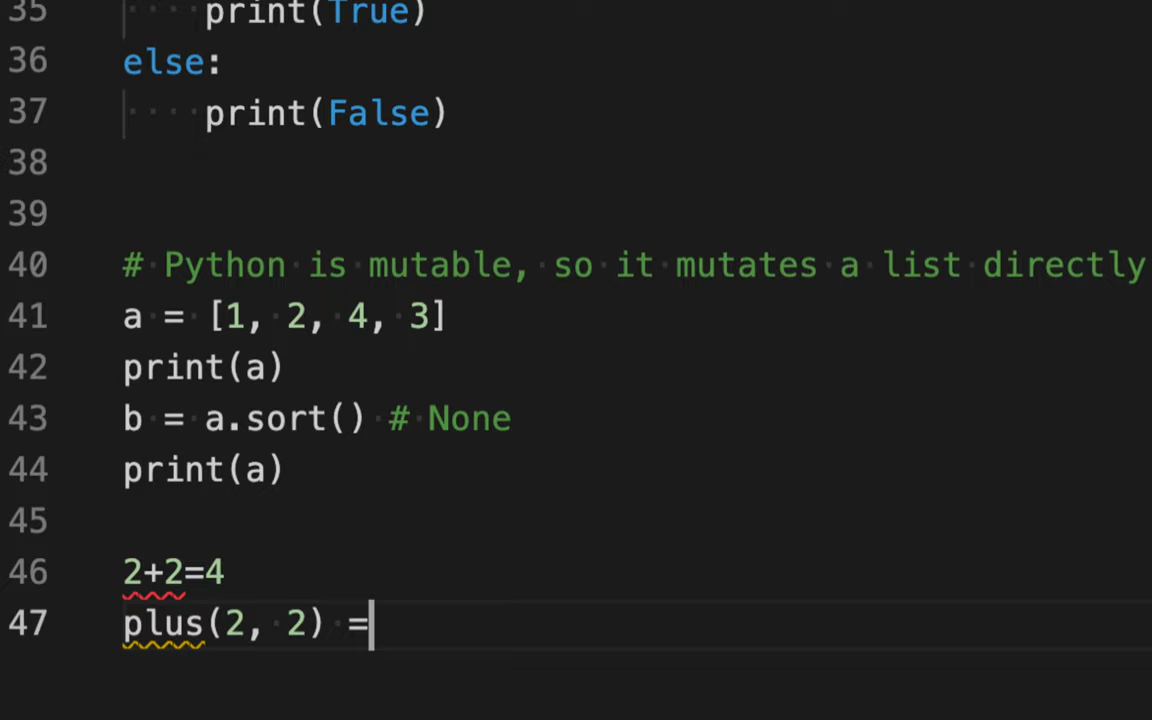 35 print(True)
36 else:
37 print(False)
38
39
40 # Python is mutable, so it mutates a list directly
41 a = [1, 2, 4, 3]
42 print(a)
43 b = a.sort() # None
44 print(a)
45
46 2+2=4
47 plus(2, 2) =